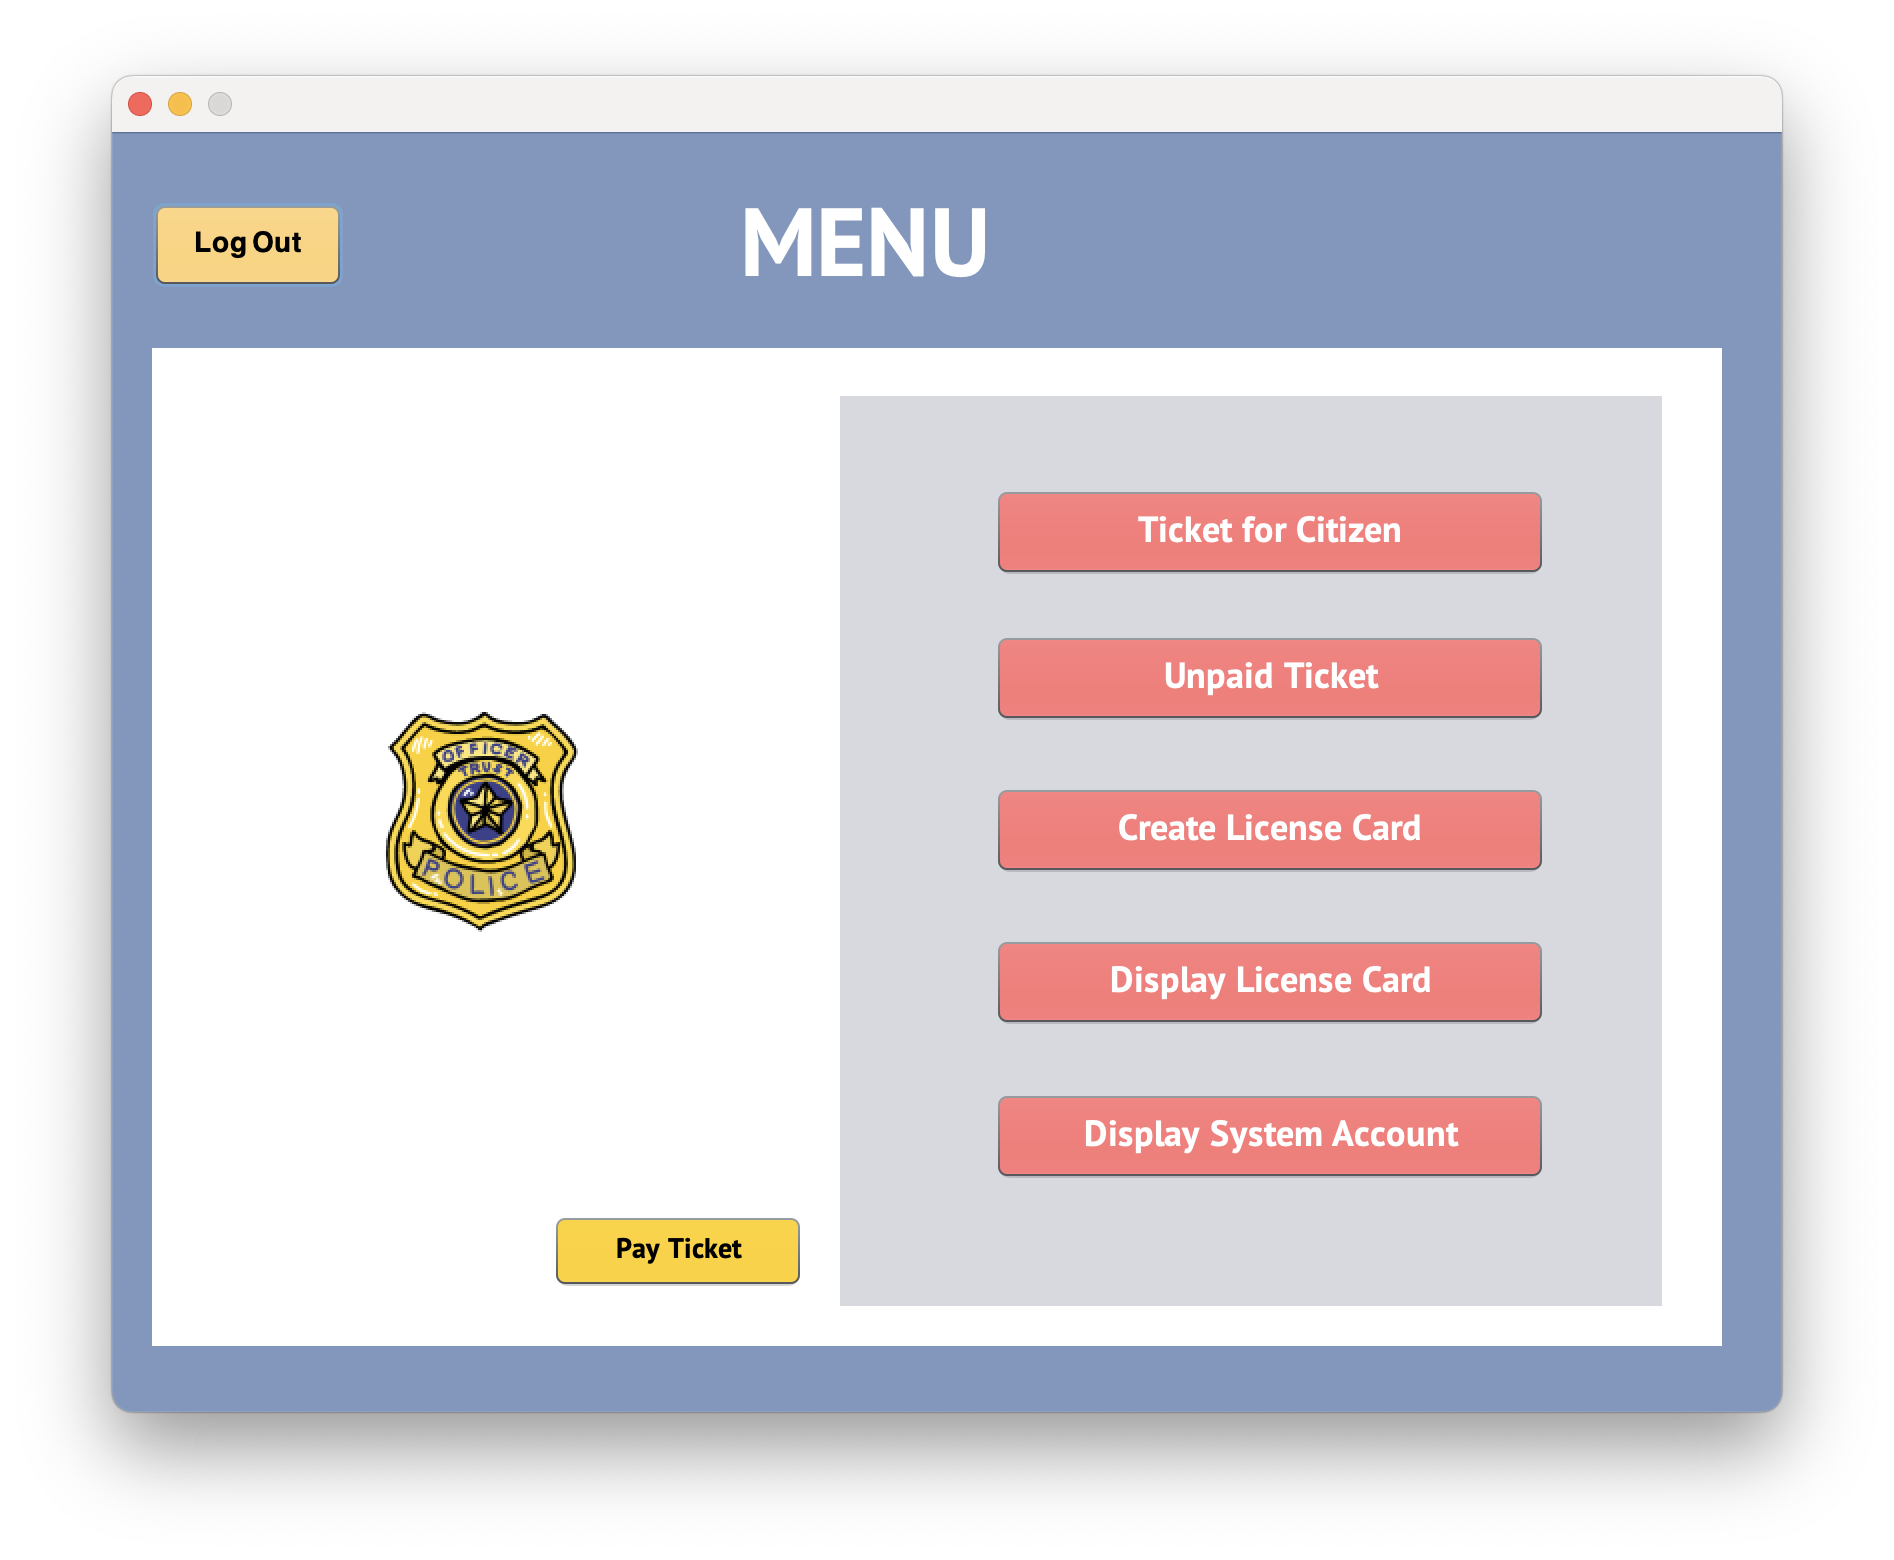 Log Out
MENU
Ticket for Citizen
Unpaid Ticket
Create License Card
Display License Card
Display System Account
OFFICER
TRUST
POLICE
Pay Ticket